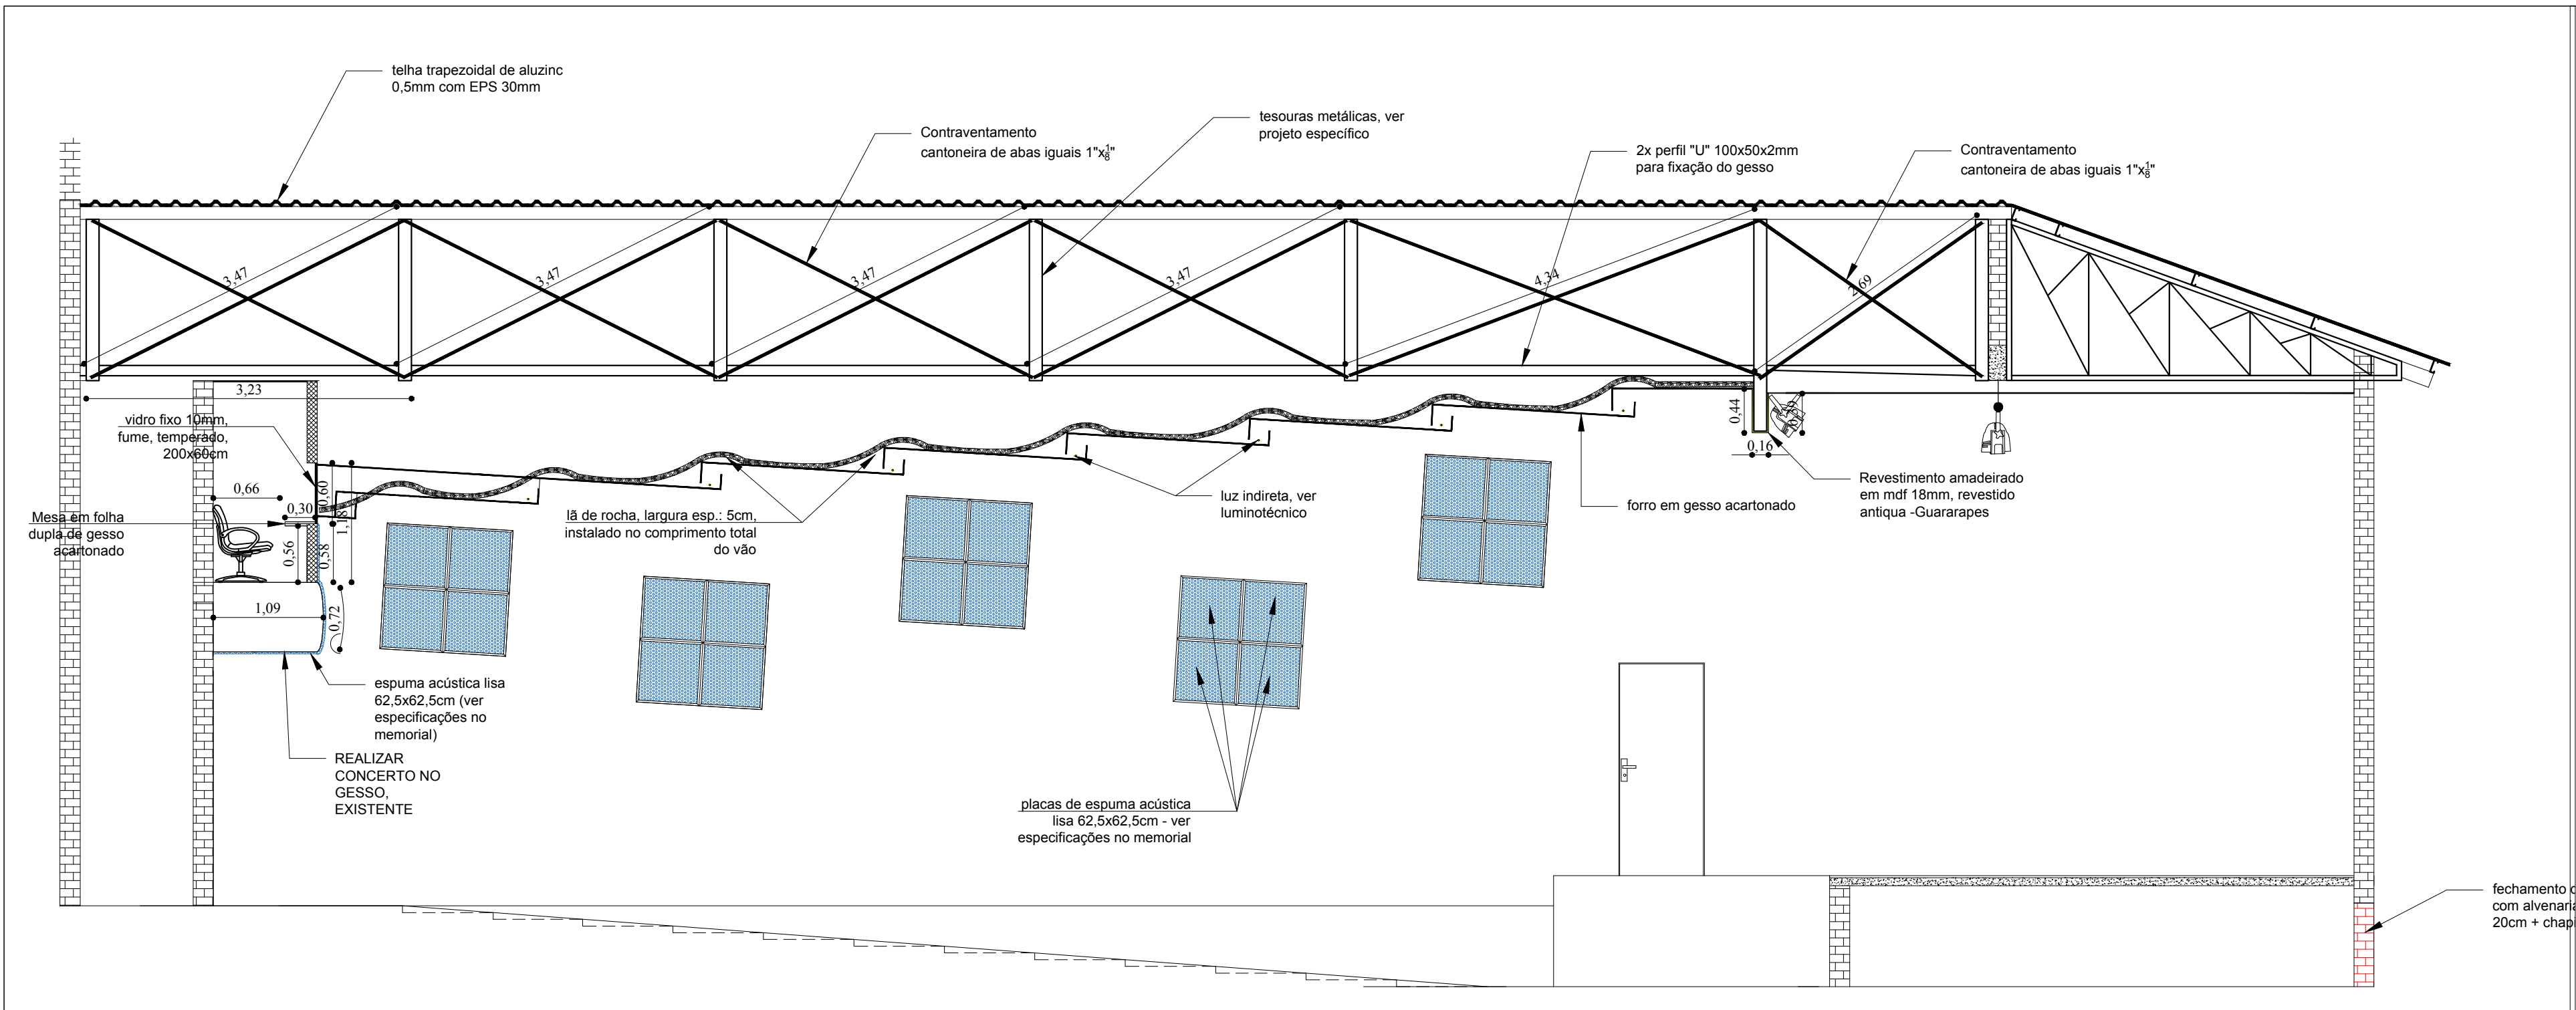 telha trapezoidal de aluzinc
0,5mm com EPS 30mm
Contraventamento
cantoneira de abas iguais 1"x1/8"
tesouras metálicas, ver
projeto específico
2x perfil "U" 100x50x2mm
para fixação do gesso
Contraventamento
cantoneira de abas iguais 1"x1/8"
3,47
3,47
3,47
3,47
4,34
2,69
3,23
vidro fixo 10mm,
fume, temperado,
200x60cm
0,66
0,30
0,60
1,18
Mesa em folha
dupla de gesso
acartonado
0,56
0,58
1,09
0,72
lã de rocha, largura esp.: 5cm,
instalado no comprimento total
do vão
luz indireta, ver
luminotécnico
forro em gesso acartonado
0,44
0,16
Revestimento amadeirado
em mdf 18mm, revestido
antiqua -Guararapes
espuma acústica lisa
62,5x62,5cm (ver
especificações no
memorial)
REALIZAR
CONCERTO NO
GESSO,
EXISTENTE
placas de espuma acústica
lisa 62,5x62,5cm - ver
especificações no memorial
fechamento
com alvenaria
20cm + chap